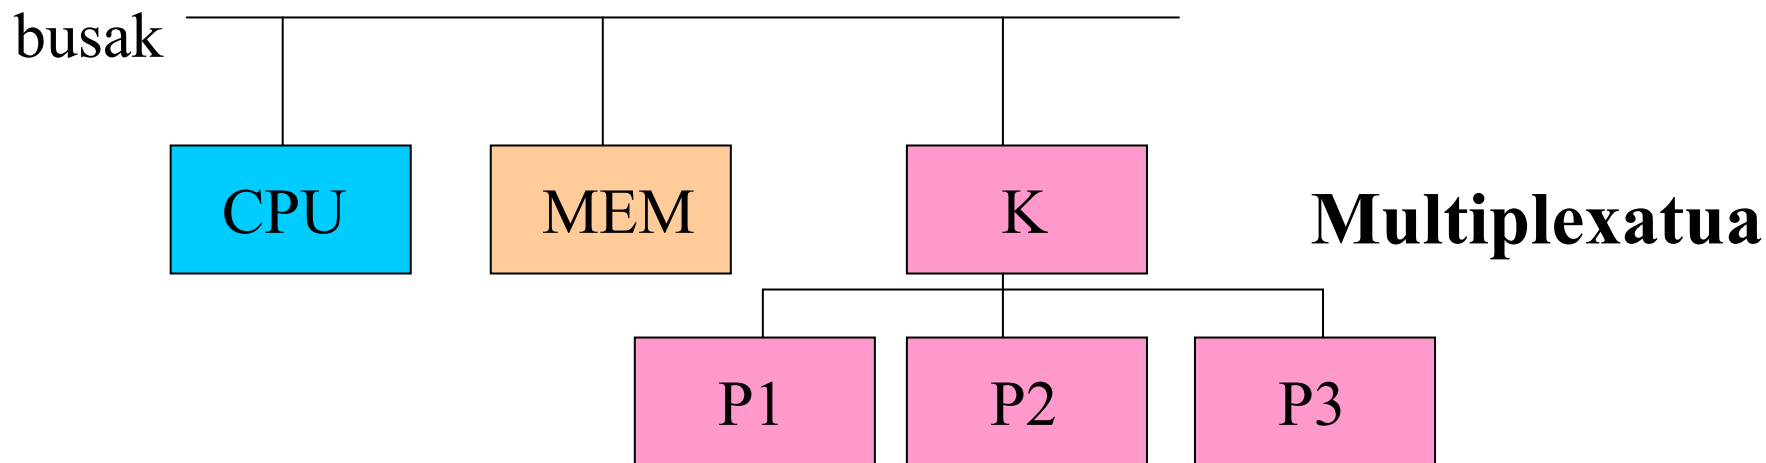 busak
CPU
MEM
K
Multiplexatua
P1
P2
P3